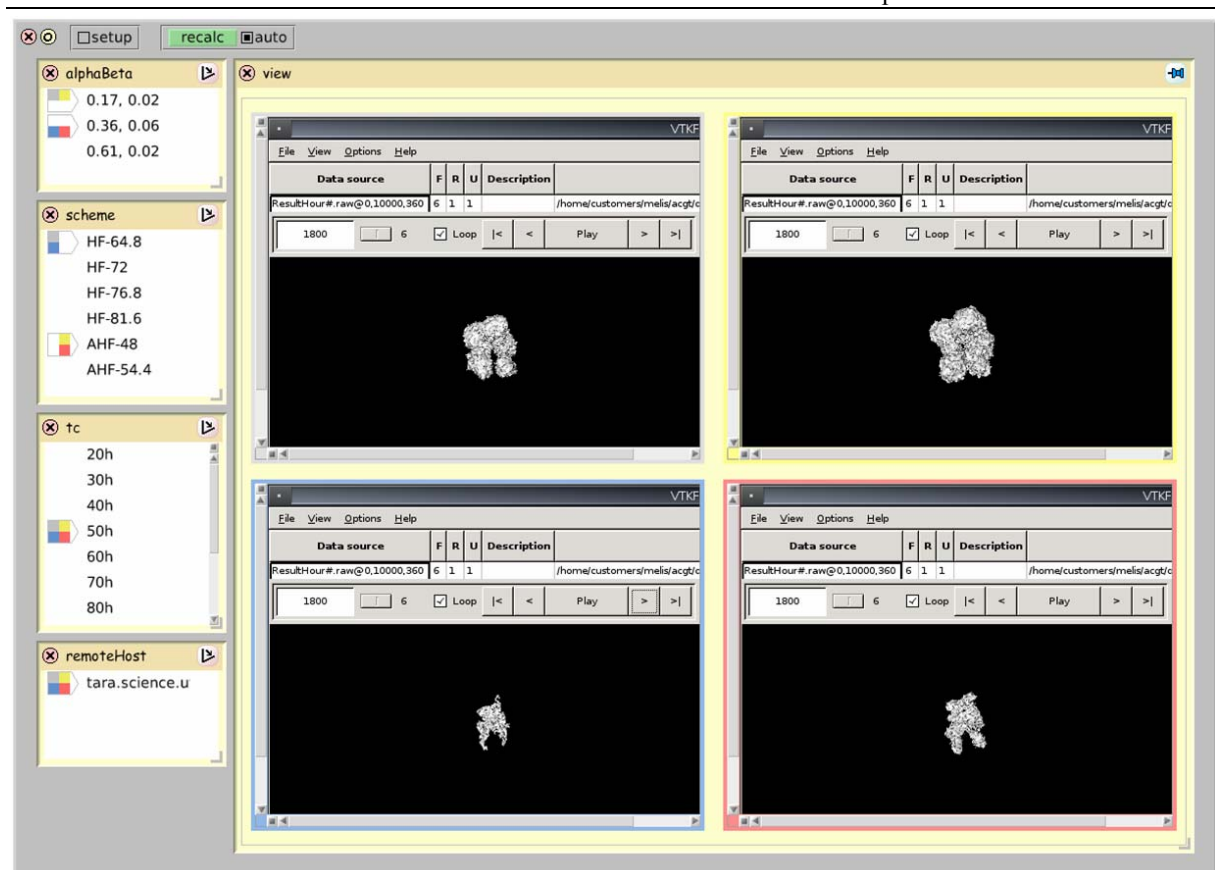 setup recalc auto
alphaBeta
0.17, 0.02
0.36, 0.06
0.61, 0.02
scheme
HF-64.8
HF-72
HF-76.8
HF-81.6
AHF-48
AHF-54.4
tc
20h
30h
40h
50h
60h
70h
80h
remoteHost
tara.science.u
view
VTKF
File View Options Help
Data source F R U Description
ResultHour#.raw@0,10000,360 6 1 1 /home/customers/melis/acgt/c
1800 6 Loop |< < Play > >|
VTKF
File View Options Help
Data source F R U Description
ResultHour#.raw@0,10000,360 6 1 1 /home/customers/melis/acgt/c
1800 6 Loop |< < Play > >|
VTKF
File View Options Help
Data source F R U Description
ResultHour#.raw@0,10000,360 6 1 1 /home/customers/melis/acgt/c
1800 6 Loop |< < Play > >|
VTKF
File View Options Help
Data source F R U Description
ResultHour#.raw@0,10000,360 6 1 1 /home/customers/melis/acgt/c
1800 6 Loop |< < Play > >|